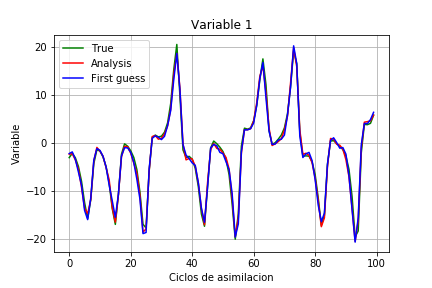 Variable 1
True
Analysis
First guess
20
10
0
−10
−20
Variable
0
20
40
60
80
100
Ciclos de asimilacion